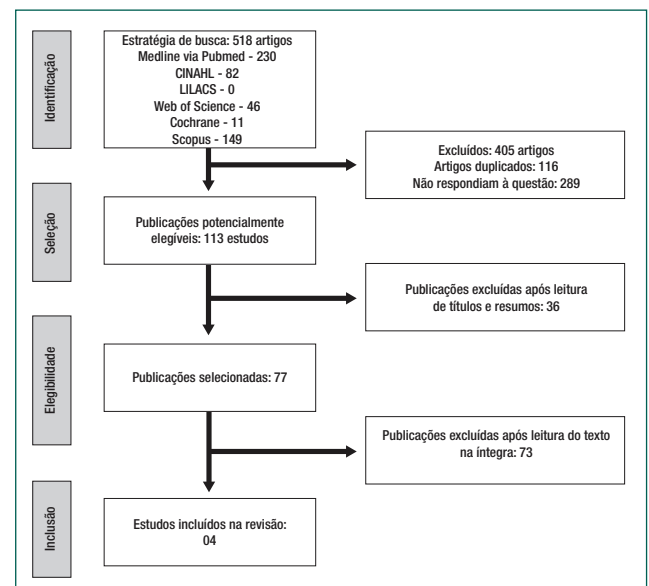 Identificação
Estratégia de busca: 518 artigos
Medline via Pubmed - 230
CINAHL - 82
LILACS - 0
Web of Science - 46
Cochrane - 11
Scopus - 149
Excluídos: 405 artigos
Artigos duplicados: 116
Não respondiam à questão: 289
Seleção
Publicações potencialmente
elegíveis: 113 estudos
Publicações excluídas após leitura
de títulos e resumos: 36
Elegibilidade
Publicações selecionadas: 77
Publicações excluídas após leitura do texto
na íntegra: 73
Inclusão
Estudos incluídos na revisão:
04